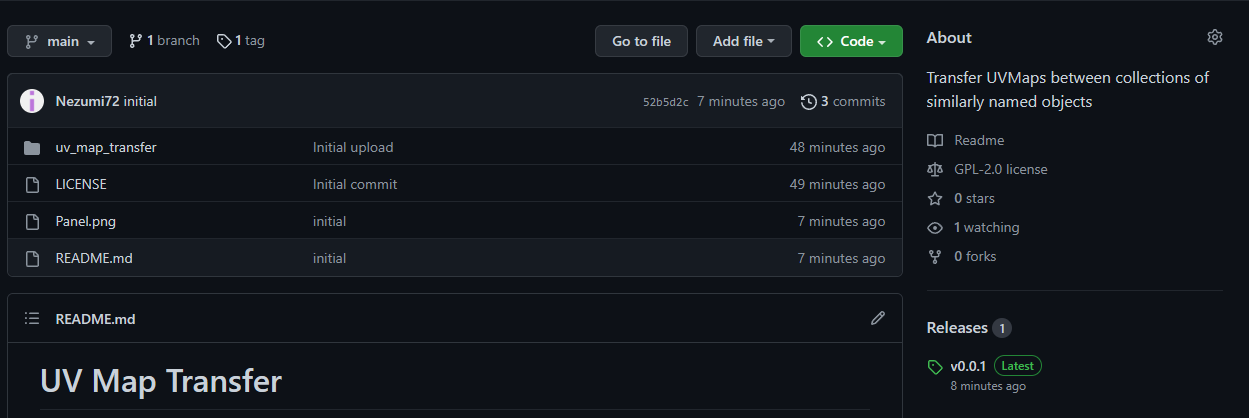 main
1 branch
1 tag
Go to file
Add file
Code
Nezumi72 initial
52b5d2c 7 minutes ago
3 commits
uv_map_transfer Initial upload 48 minutes ago
LICENSE Initial commit 49 minutes ago
Panel.png initial 7 minutes ago
README.md initial 7 minutes ago
README.md
UV Map Transfer
About
Transfer UVMaps between collections of
similarly named objects
Readme
GPL-2.0 license
0 stars
1 watching
0 forks
Releases 1
v0.0.1 Latest
8 minutes ago